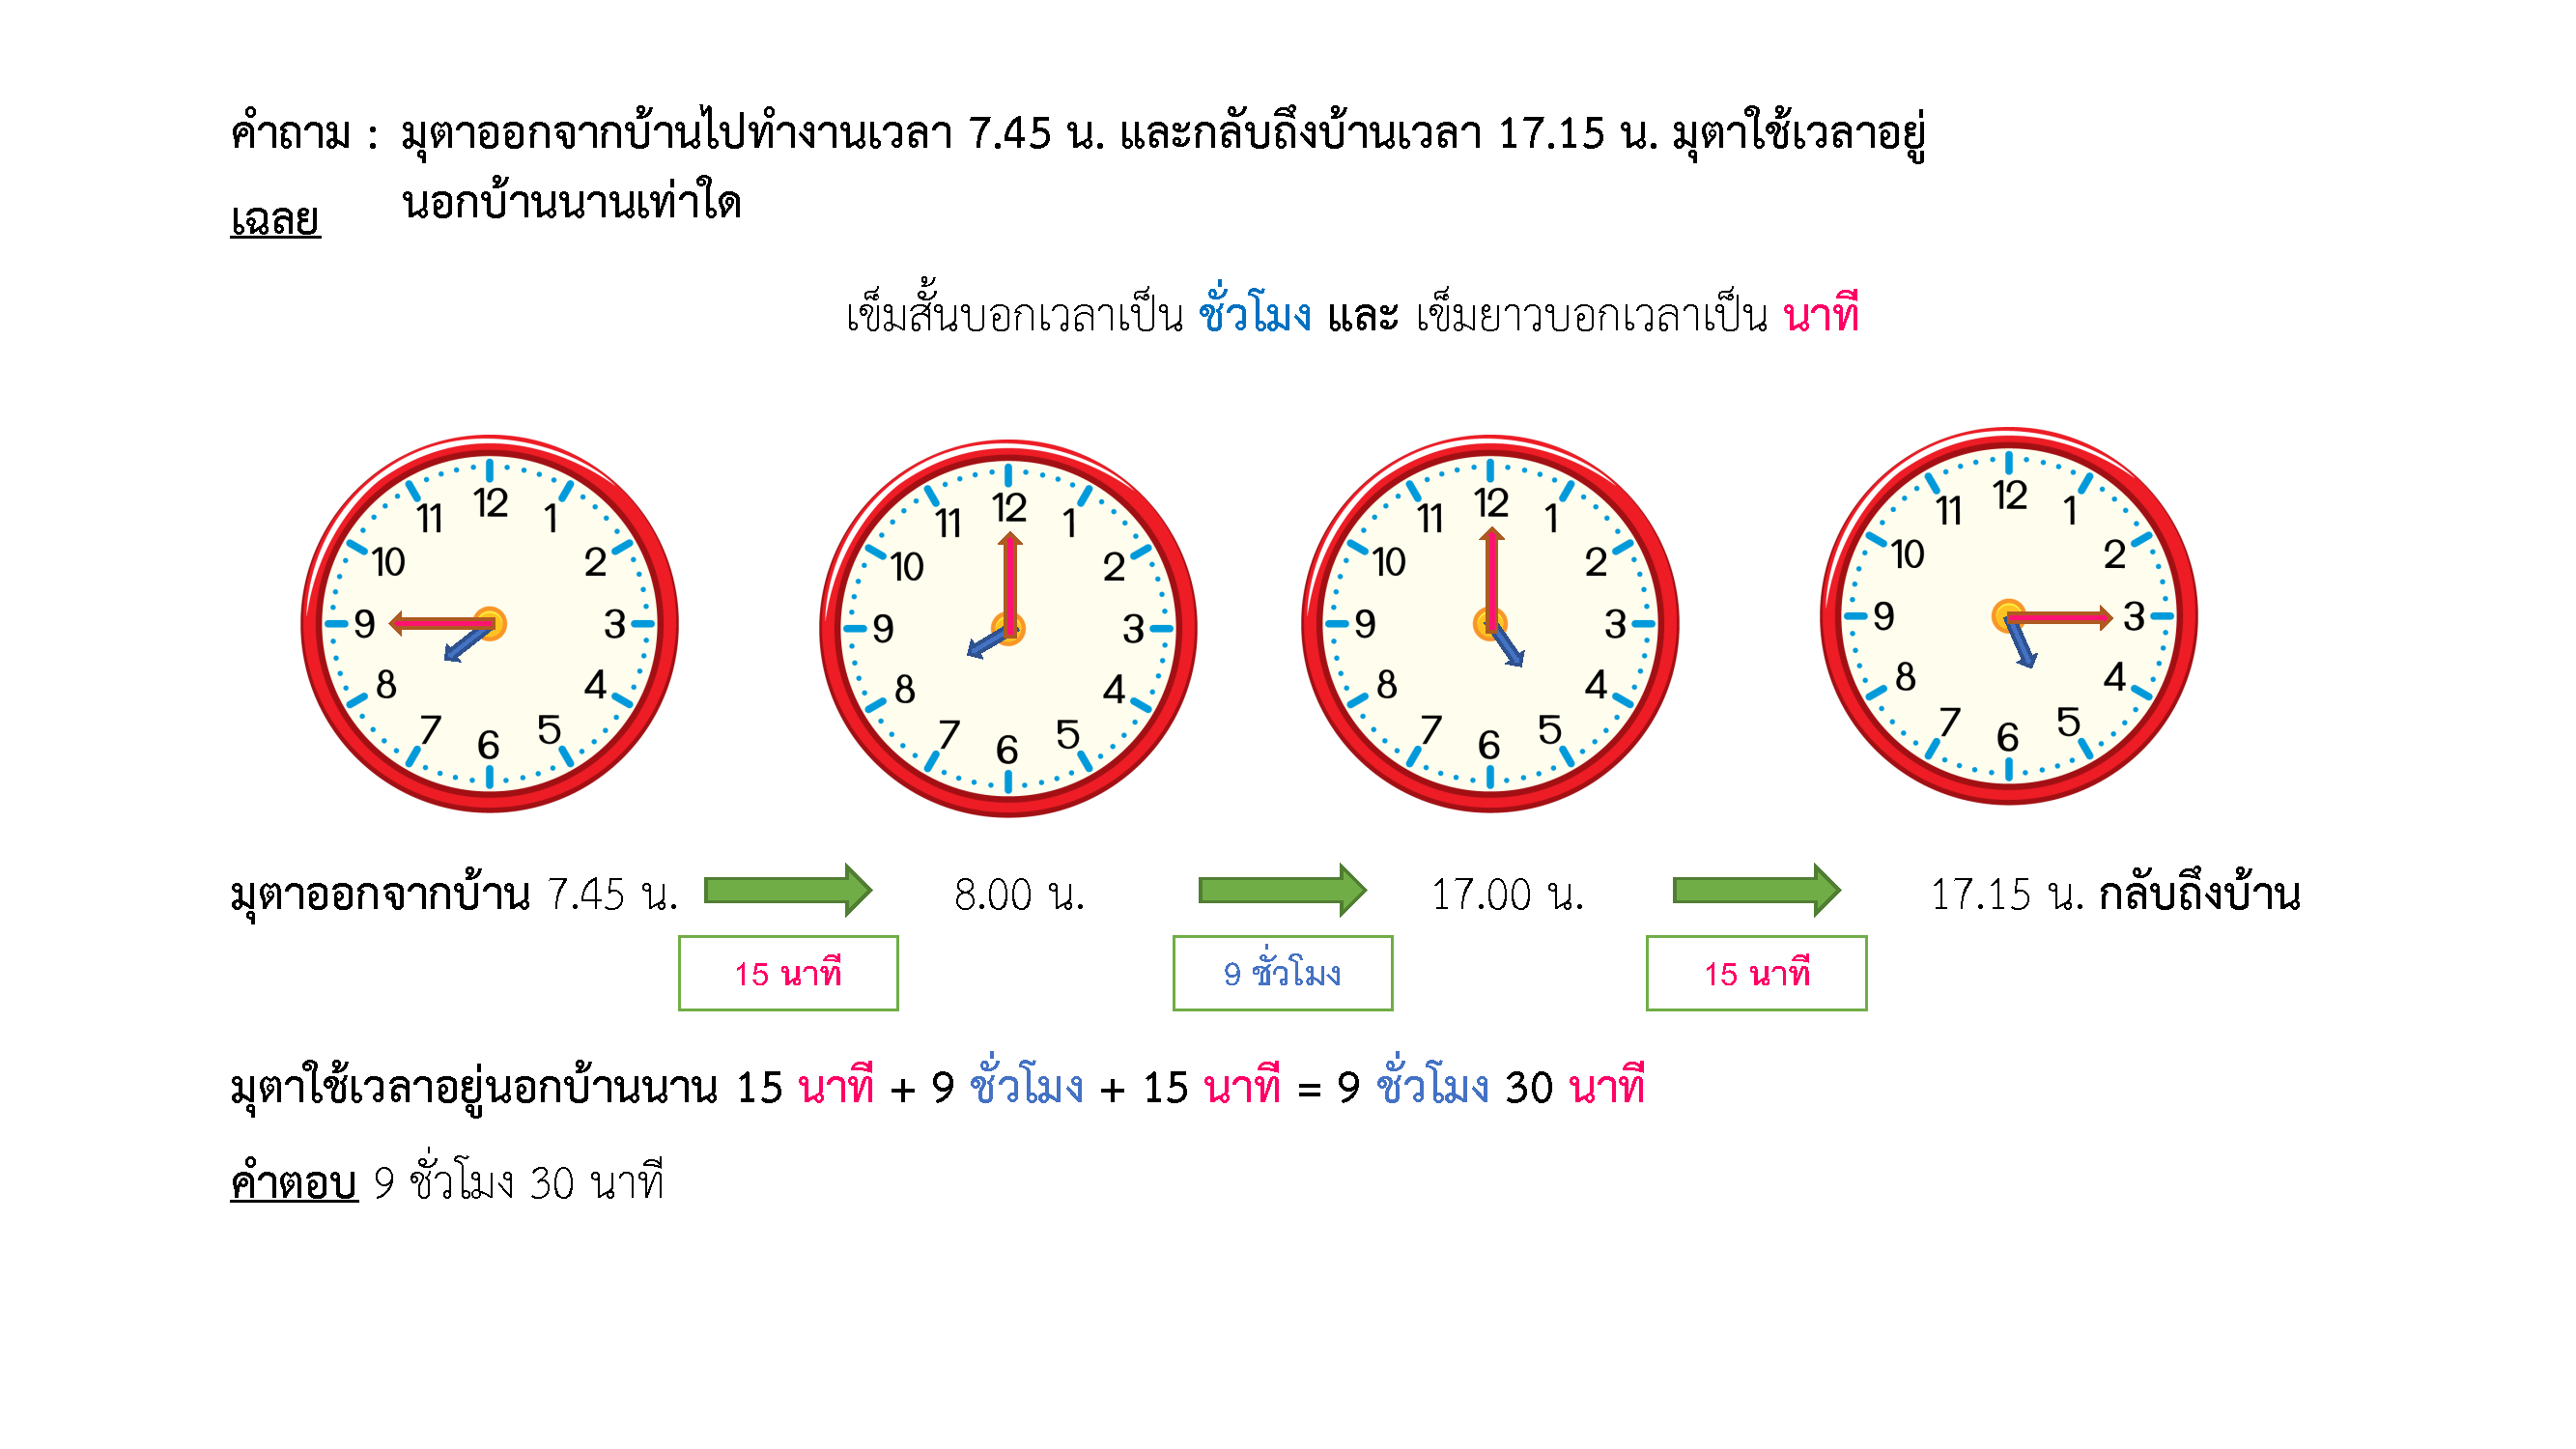 คำถาม : มุตาออกจากบ้านไปทำงานเวลา 7.45 น. และกลับถึงบ้านเวลา 17.15 น. มุตาใช้เวลาอยู่
นอกบ้านนานเท่าใด
เฉลย
เข็มสั้นบอกเวลาเป็น ชั่วโมง และ เข็มยาวบอกเวลาเป็น นาที
12 1 2 3 4 5 6 7 8 9 10 11
12 1 2 3 4 5 6 7 8 9 10 11
12 1 2 3 4 5 6 7 8 9 10 11
12 1 2 3 4 5 6 7 8 9 10 11
มุตาออกจากบ้าน 7.45 น. 8.00 น. 17.00 น. 17.15 น. กลับถึงบ้าน
15 นาที 9 ชั่วโมง 15 นาที
มุตาใช้เวลาอยู่นอกบ้านนาน 15 นาที + 9 ชั่วโมง + 15 นาที = 9 ชั่วโมง 30 นาที
คำตอบ 9 ชั่วโมง 30 นาที